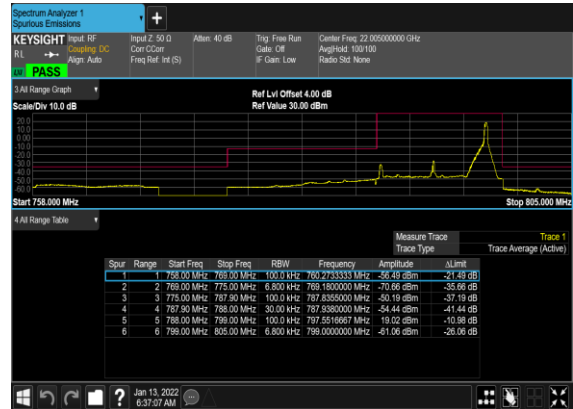 Spectrum Analyzer 1
Spurious Emissions
KEYSIGHT Input: RF Input Z: 50 Ω Atten: 40 dB Trig: Free Run Center Freq: 22.005000000 GHz
R L Coupling: DC Corr CCorr Gate: Off Avg|Hold: 100/100
Align: Auto Freq Ref: Int (S) IF Gain: Low Radio Std: None
LW PASS
3 All Range Graph Ref Lvl Offset 4.00 dB
Scale/Div 10.0 dB Ref Value 30.00 dBm
20.0
10.0
0.00
-10.0
-20.0
-30.0
-40.0
-50.0
-60.0
Start 758.000 MHz Stop 805.000 MHz
4 All Range Table
Measure Trace Trace 1
Trace Type Trace Average (Active)
Spur Range Start Freq Stop Freq RBW Frequency Amplitude ΔLimit
1 1 758.00 MHz 769.00 MHz 100.0 kHz 760.2733333 MHz -56.49 dBm -21.49 dB
2 2 769.00 MHz 775.00 MHz 6.800 kHz 769.1800000 MHz -70.66 dBm -35.66 dB
3 3 775.00 MHz 787.90 MHz 100.0 kHz 787.8355000 MHz -50.19 dBm -37.19 dB
4 4 787.90 MHz 788.00 MHz 30.00 kHz 787.9380000 MHz -54.44 dBm -41.44 dB
5 5 788.00 MHz 799.00 MHz 100.0 kHz 797.5516667 MHz 19.02 dBm -10.98 dB
6 6 799.00 MHz 805.00 MHz 6.800 kHz 799.0000000 MHz -61.06 dBm -26.06 dB
Jan 13, 2022
6:37:07 AM